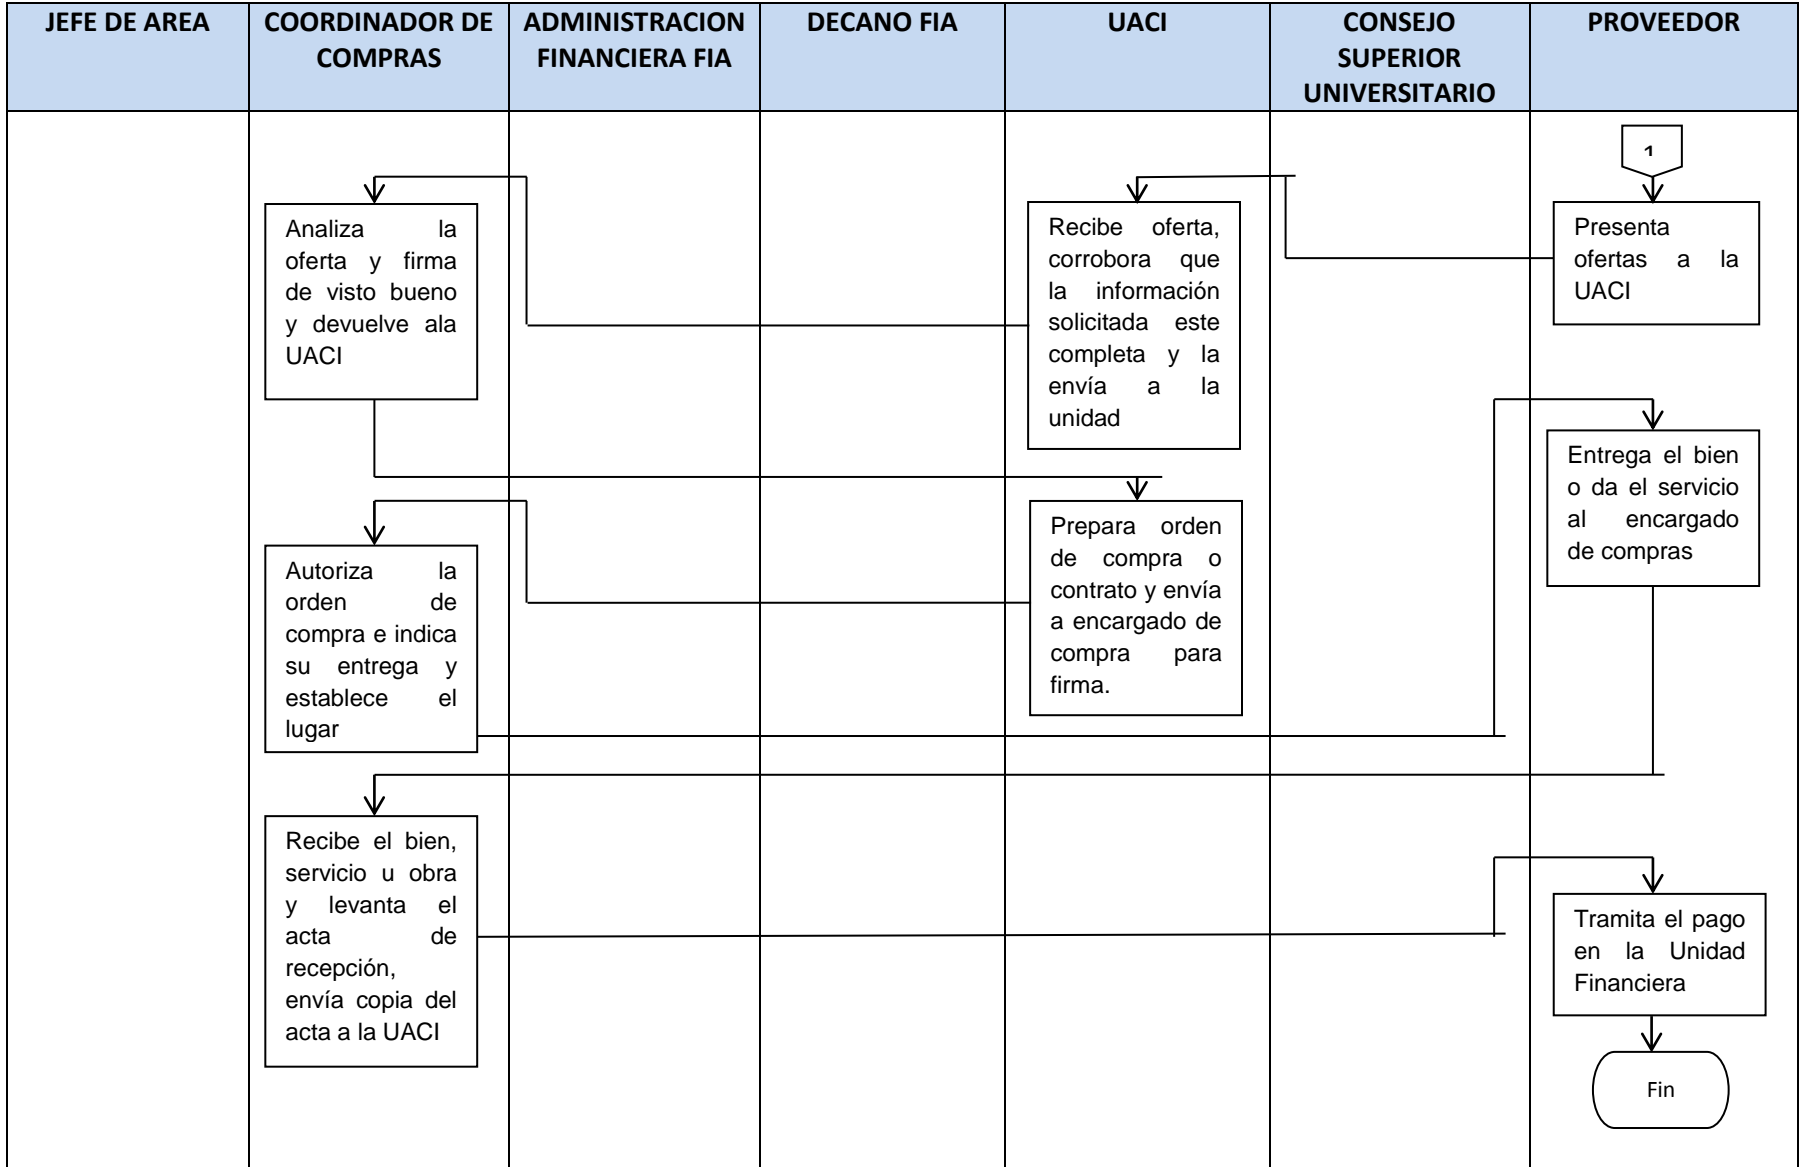 JEFE DE AREA
COORDINADOR DE
COMPRAS
ADMINISTRACION
FINANCIERA FIA
DECANO FIA
UACI
CONSEJO
SUPERIOR
UNIVERSITARIO
PROVEEDOR
1
Presenta
ofertas a la
UACI
Recibe oferta,
corrobora que
la información
solicitada este
completa y la
envía a la
unidad
Analiza la
oferta y firma
de visto bueno
y devuelve ala
UACI
Prepara orden
de compra o
contrato y envía
a encargado de
compra para
firma.
Autoriza la
orden de
compra e indica
su entrega y
establece el
lugar
Entrega el bien
o da el servicio
al encargado
de compras
Recibe el bien,
servicio u obra
y levanta el
acta de
recepción,
envía copia del
acta a la UACI
Tramita el pago
en la Unidad
Financiera
Fin